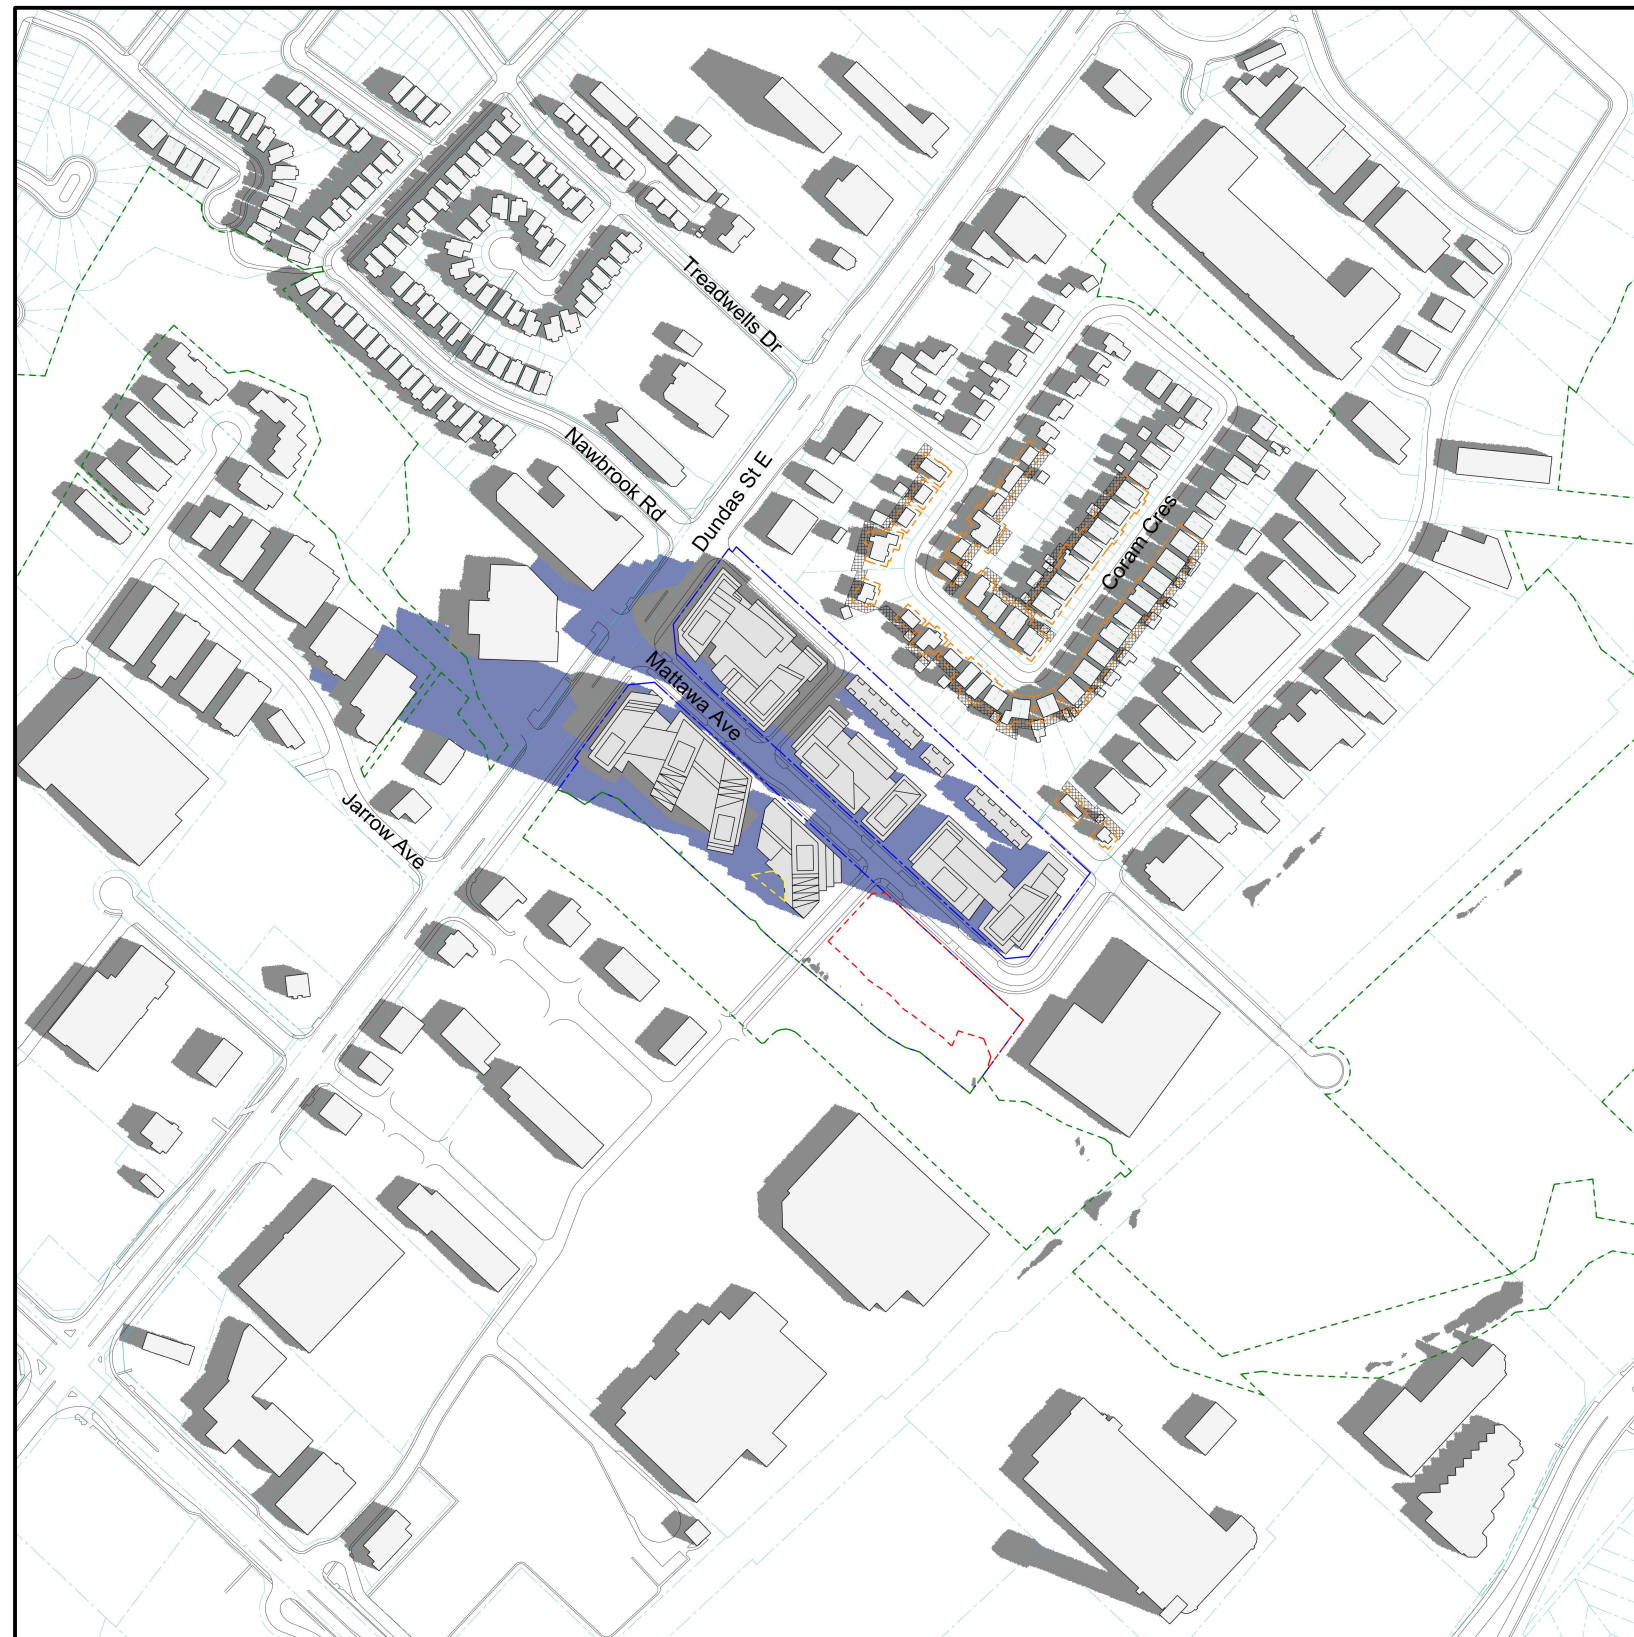 Treadwells Dr
Nawbrook Rd
Dundas St E
Coram Cres
Mattawa Ave
Jarrow Ave